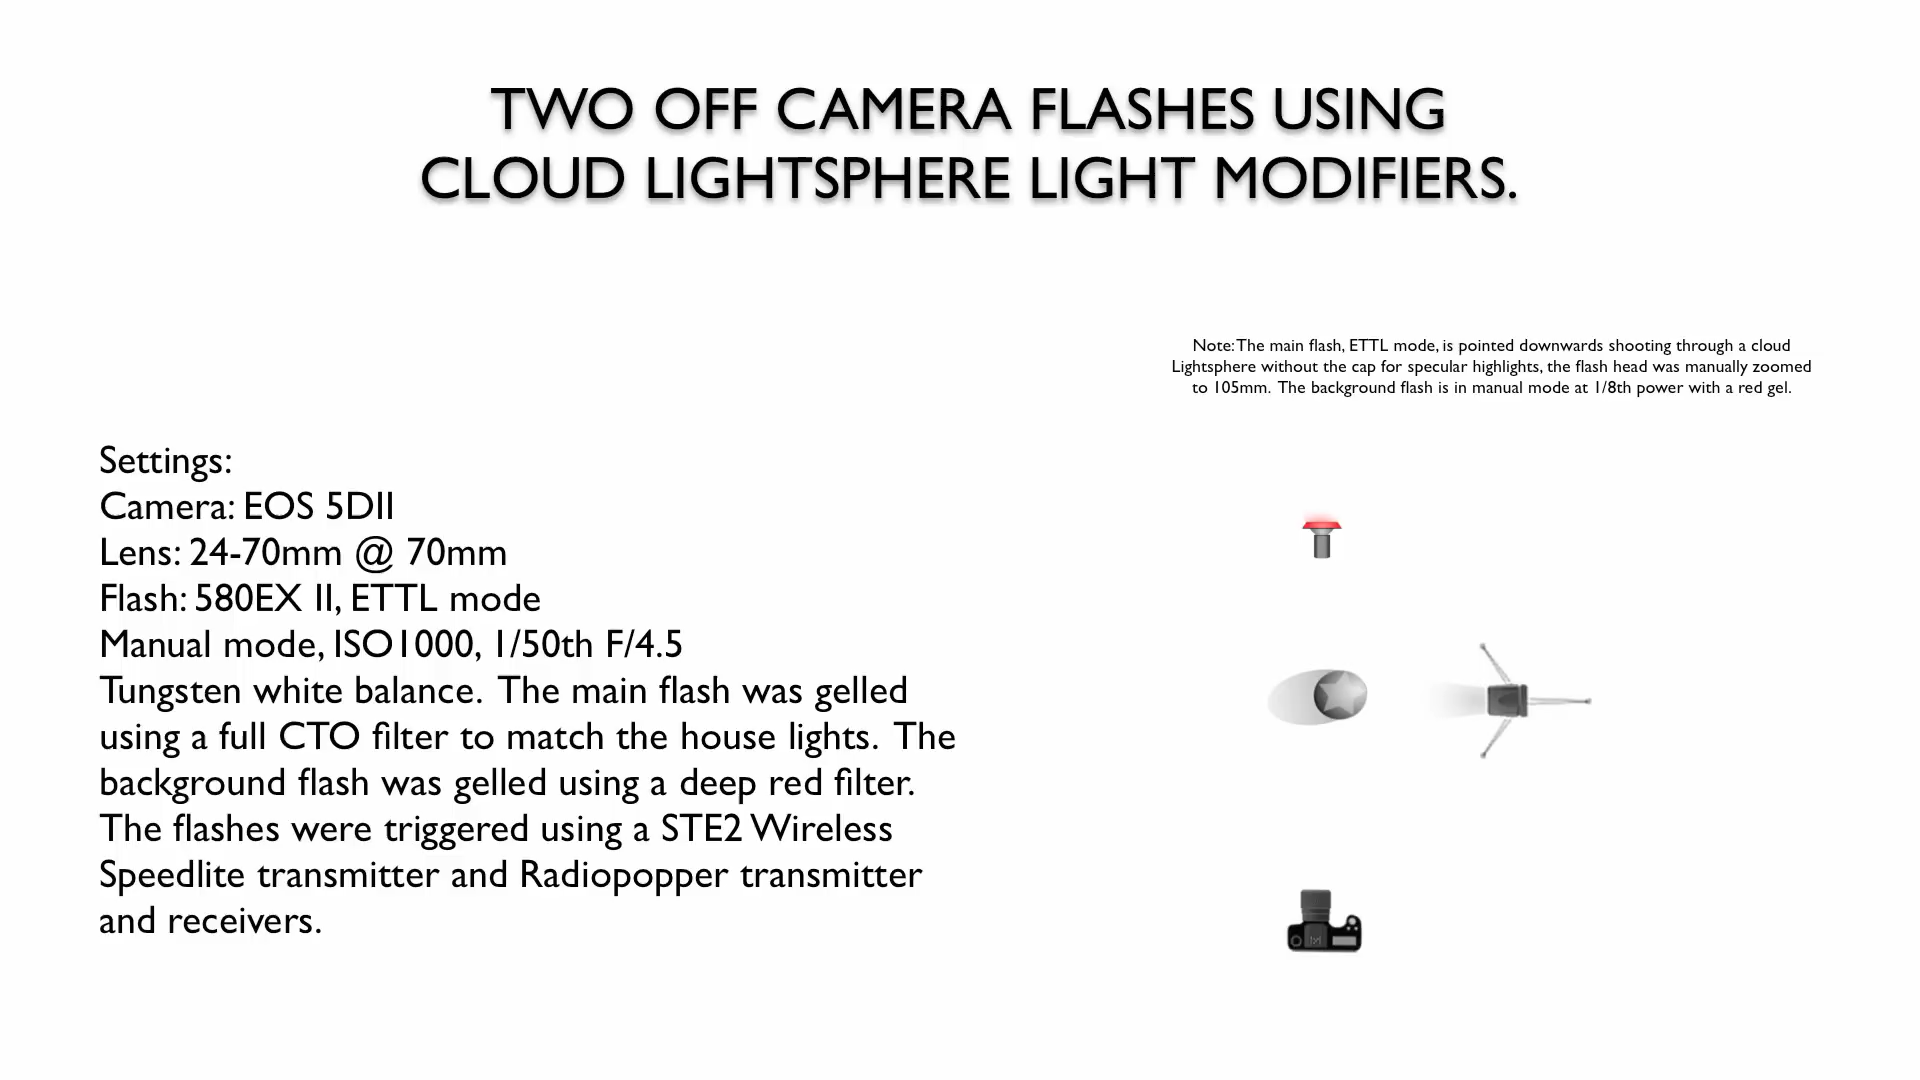 TWO OFF CAMERA FLASHES USING
CLOUD LIGHTSPHERE LIGHT MODIFIERS.
Note: The main flash, ETTL mode, is pointed downwards shooting through a cloud
Lightsphere without the cap for specular highlights, the flash head was manually zoomed
to 105mm. The background flash is in manual mode at 1/8th power with a red gel.
Settings:
Camera: EOS 5DII
Lens: 24-70mm @ 70mm
Flash: 580EX II, ETTL mode
Manual mode, ISO1000, 1/50th F/4.5
Tungsten white balance. The main flash was gelled
using a full CTO filter to match the house lights. The
background flash was gelled using a deep red filter.
The flashes were triggered using a STE2 Wireless
Speedlite transmitter and Radiopopper transmitter
and receivers.